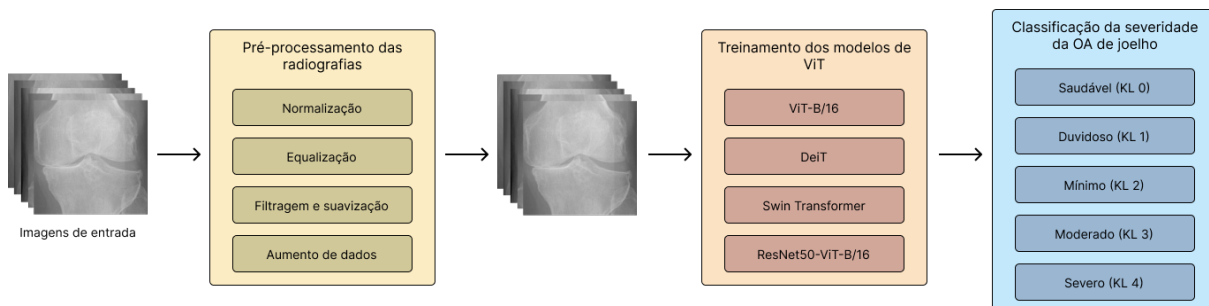 Imagens de entrada
Pré-processamento das
radiografias
Normalização
Equalização
Filtragem e suavização
Aumento de dados
Treinamento dos modelos de
ViT
ViT-B/16
DeiT
Swin Transformer
ResNet50-ViT-B/16
Classificação da severidade
da OA de joelho
Saudável (KL 0)
Duvidoso (KL 1)
Mínimo (KL 2)
Moderado (KL 3)
Severo (KL 4)